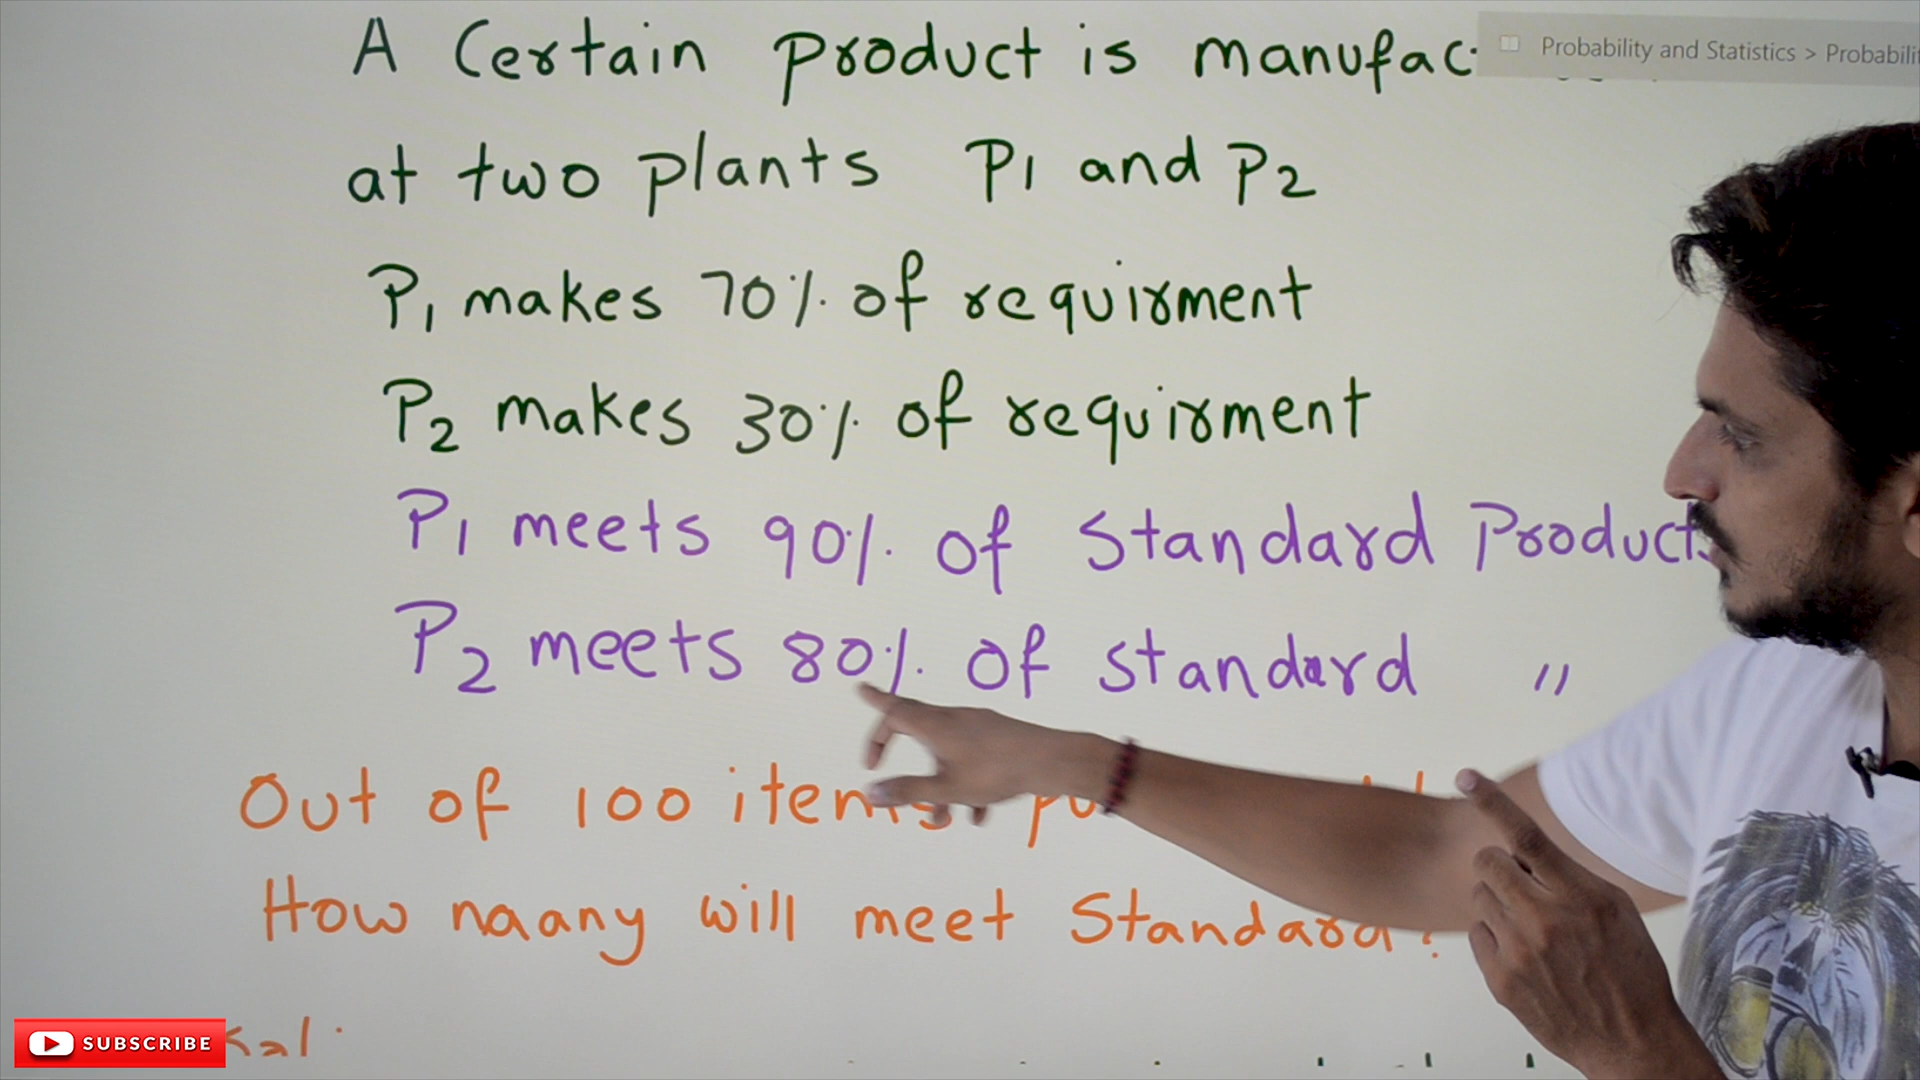 A Certain product is
Probability and Statistics >
at two plants P1 and P2
P1 makes 70% of requirment
P2 makes 30% of requirment
P1 meets 90% of Standard Product
P2 meets 80% of standard "
Out of 100 items
How naany will meet Standard?
SUBSCRIBE